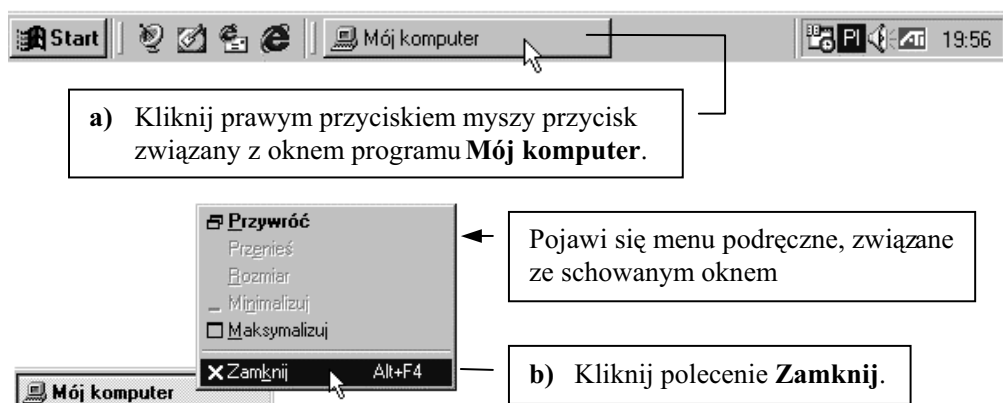 Start Mój komputer Pl 19:56
a) Kliknij prawym przyciskiem myszy przycisk
związany z oknem programu Mój komputer.
Przywróć
Przenieś
Rozmiar
Minimalizuj
Maksymalizuj
Zamknij Alt+F4
Pojawi się menu podręczne, związane
ze schowanym oknem
b) Kliknij polecenie Zamknij.
Mój komputer